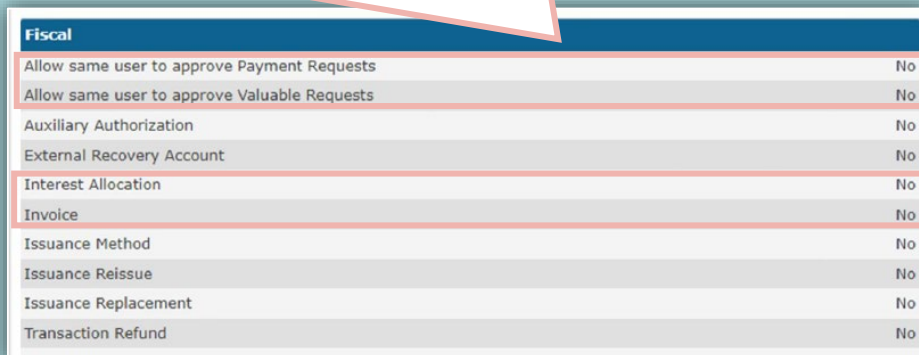 Fiscal
Allow same user to approve Payment Requests No
Allow same user to approve Valuable Requests No
Auxiliary Authorization No
External Recovery Account No
Interest Allocation No
Invoice No
Issuance Method No
Issuance Reissue No
Issuance Replacement No
Transaction Refund No